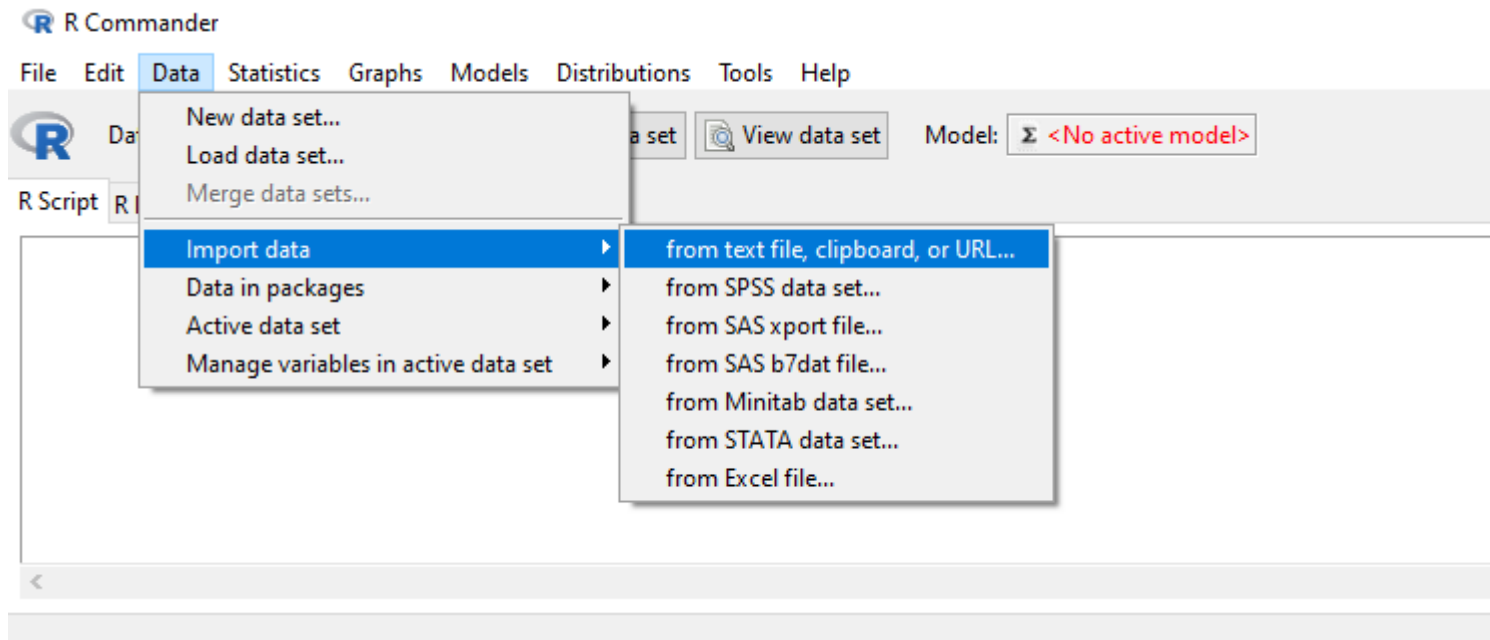 R Commander
File Edit Data Statistics Graphs Models Distributions Tools Help
New data set...
Load data set...
Merge data sets...
Import data
Data in packages
Active data set
Manage variables in active data set
from text file, clipboard, or URL...
from SPSS data set...
from SAS xport file...
from SAS b7dat file...
from Minitab data set...
from STATA data set...
from Excel file...
set View data set Model: Σ <No active model>
R Script R